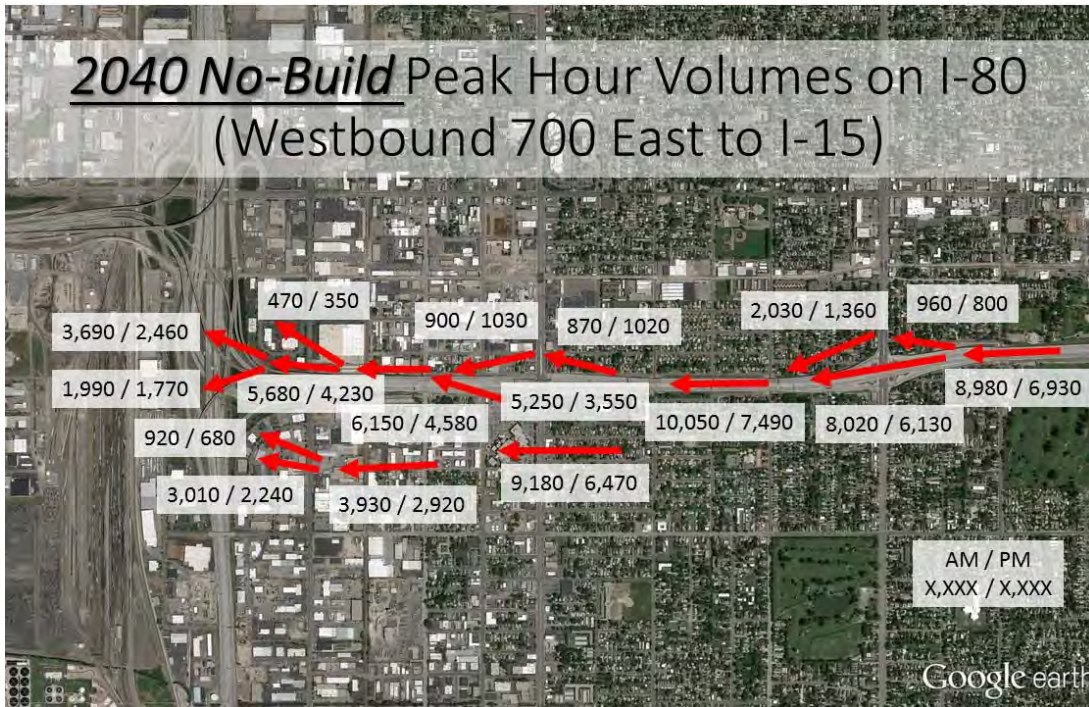 2040 No-Build Peak Hour Volumes on I-80
(Westbound 700 East to I-15)
470 / 350
900 / 1030
870 / 1020
2,030 / 1,360
960 / 800
3,690 / 2,460
1,990 / 1,770
5,680 / 4,230
6,150 / 4,580
5,250 / 3,550
10,050 / 7,490
8,020 / 6,130
8,980 / 6,930
920 / 680
3,010 / 2,240
3,930 / 2,920
9,180 / 6,470
AM / PM
X,XXX / X,XXX
Google earth